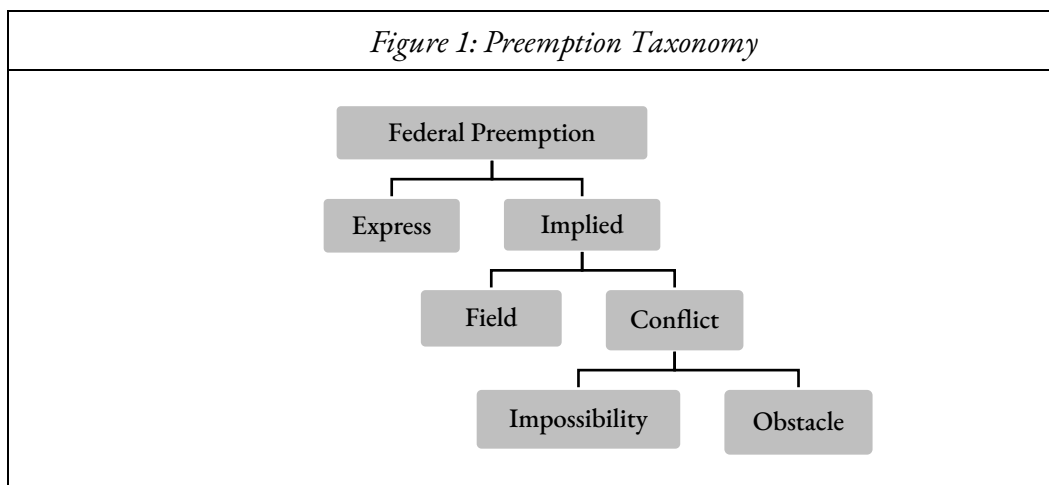 Figure 1: Preemption Taxonomy
Federal Preemption
Express
Implied
Field
Conflict
Impossibility
Obstacle